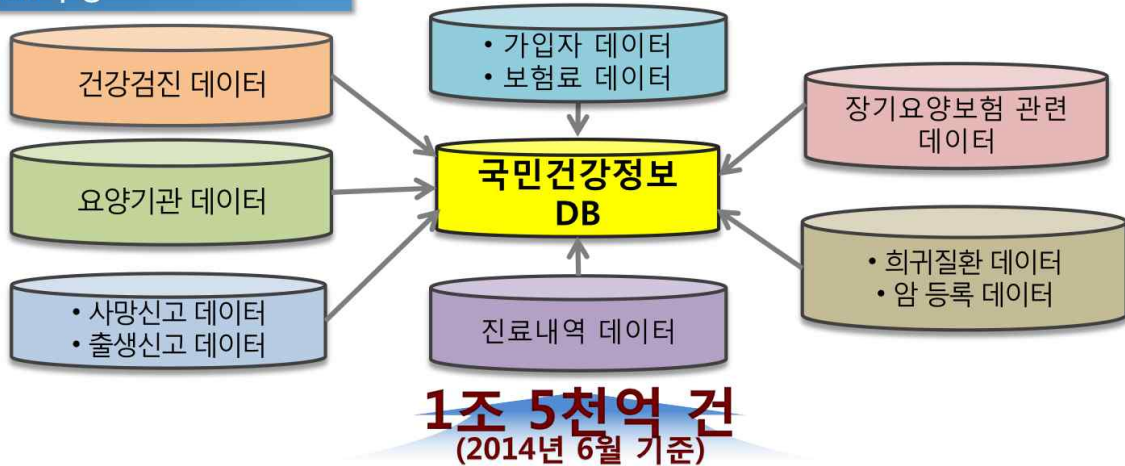 건강검진 데이터
• 가입자 데이터
• 보험료 데이터
장기요양보험 관련
데이터
요양기관 데이터
국민건강정보
DB
• 희귀질환 데이터
• 암 등록 데이터
• 사망신고 데이터
• 출생신고 데이터
진료내역 데이터
1조 5천억 건
(2014년 6월 기준)